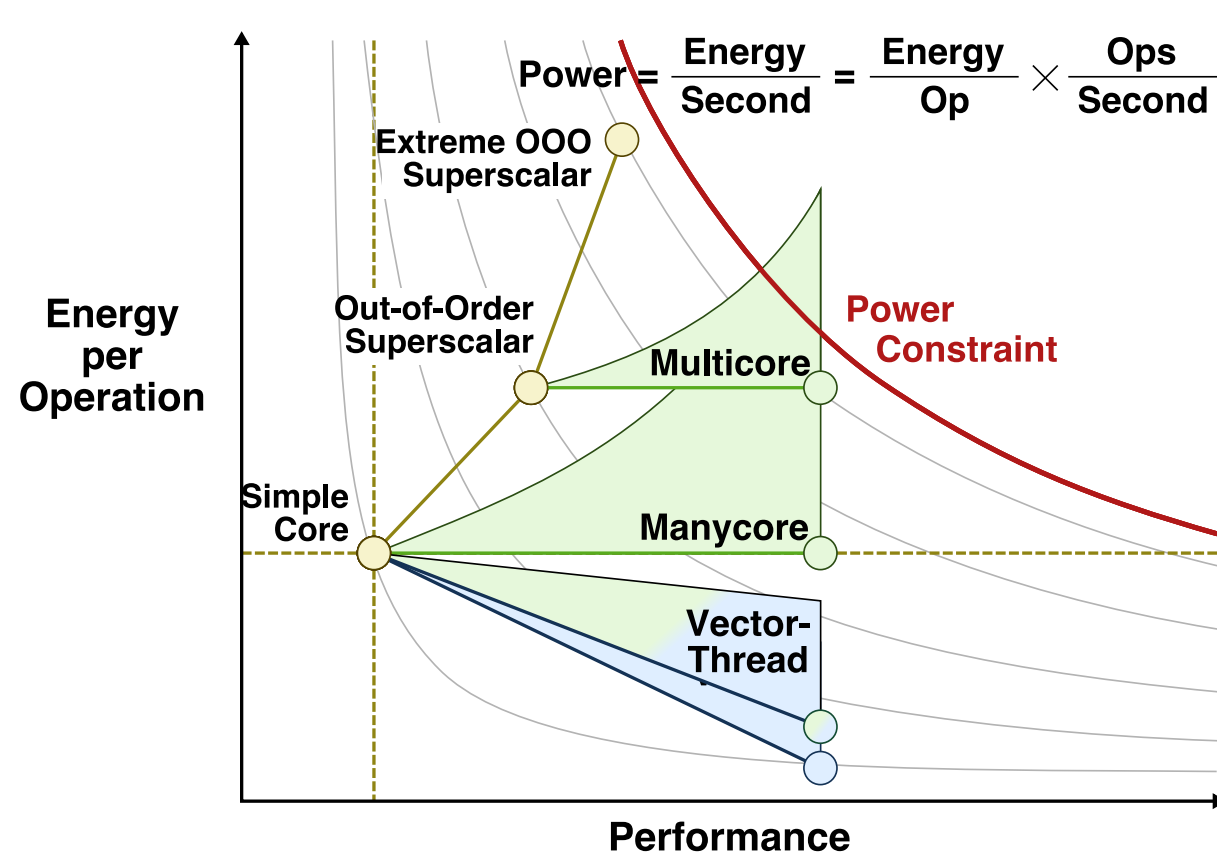 Power = Energy / Second = Energy / Op × Ops / Second
Extreme OOO
Superscalar
Energy
per
Operation
Out-of-Order
Superscalar
Power
Constraint
Multicore
Simple
Core
Manycore
Vector-
Thread
Performance